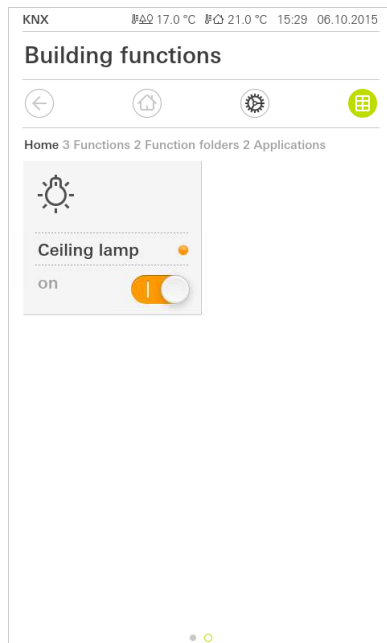 KNX 17.0 °C 21.0 °C 15:29 06.10.2015
Building functions
Home 3 Functions 2 Function folders 2 Applications
Ceiling lamp
on